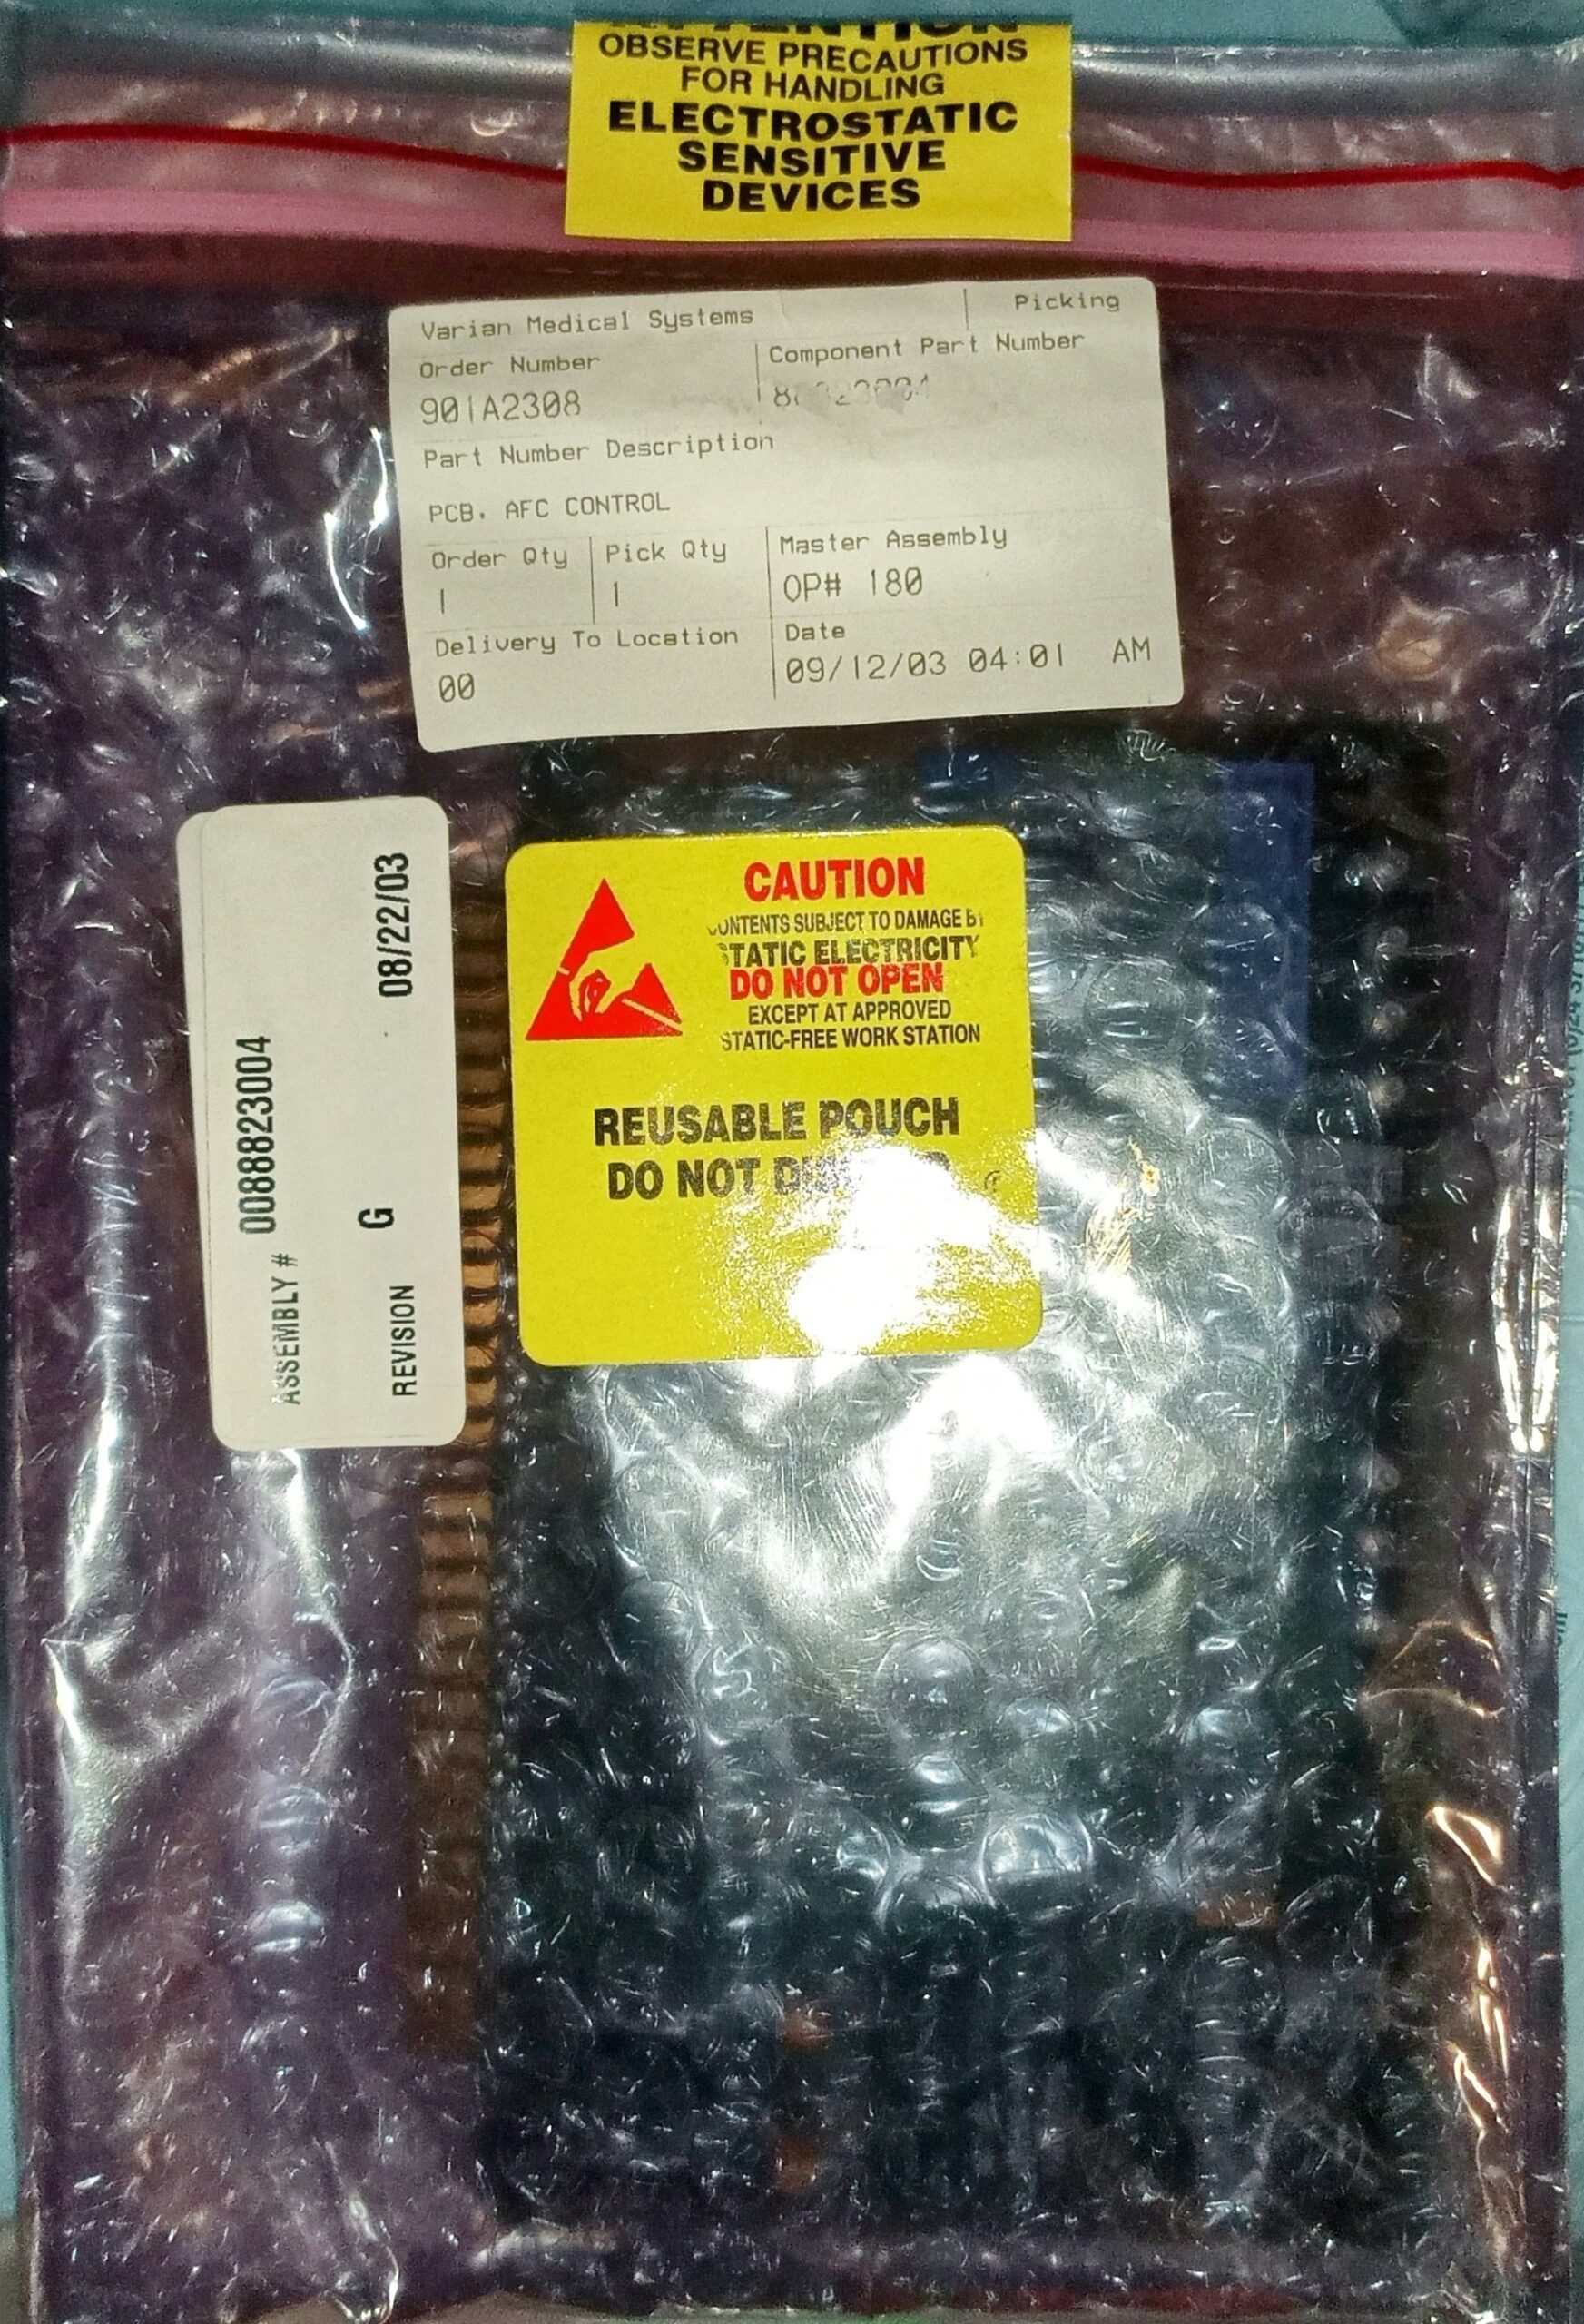 OBSERVE PRECAUTIONS
FOR HANDLING
ELECTROSTATIC
SENSITIVE
DEVICES
Varian Medical Systems Picking
Order Number Component Part Number
901A2308
Part Number Description
PCB, AFC CONTROL
Order Qty Pick Qty Master Assembly
1 1 OP# 180
Delivery To Location Date
00 09/12/03 04:01 AM
ASSEMBLY # 008823004
REVISION G 08/22/03
CAUTION
CONTENTS SUBJECT TO DAMAGE BY
STATIC ELECTRICITY
DO NOT OPEN
EXCEPT AT APPROVED
STATIC-FREE WORK STATION
REUSABLE POUCH
DO NOT